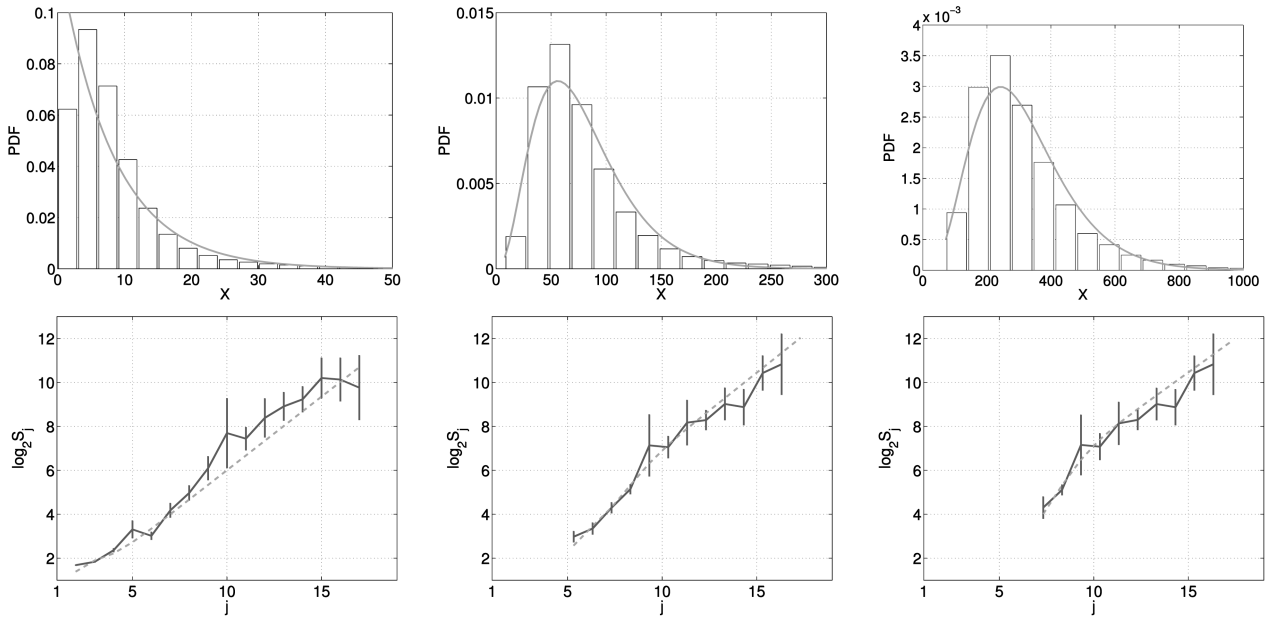 0.1
0.08
0.06
0.04
0.02
0
PDF
0 10 20 30 40 50
X
0.015
0.01
0.005
0
PDF
0 50 100 150 200 250 300
X
4 x 10⁻³
3.5
3
2.5
2
1.5
1
0.5
0
PDF
0 200 400 600 800 1000
X
12
10
8
6
4
2
log₂Sⱼ
1 5 10 15
j
12
10
8
6
4
2
log₂Sⱼ
1 5 10 15
j
12
10
8
6
4
2
log₂Sⱼ
1 5 10 15
j